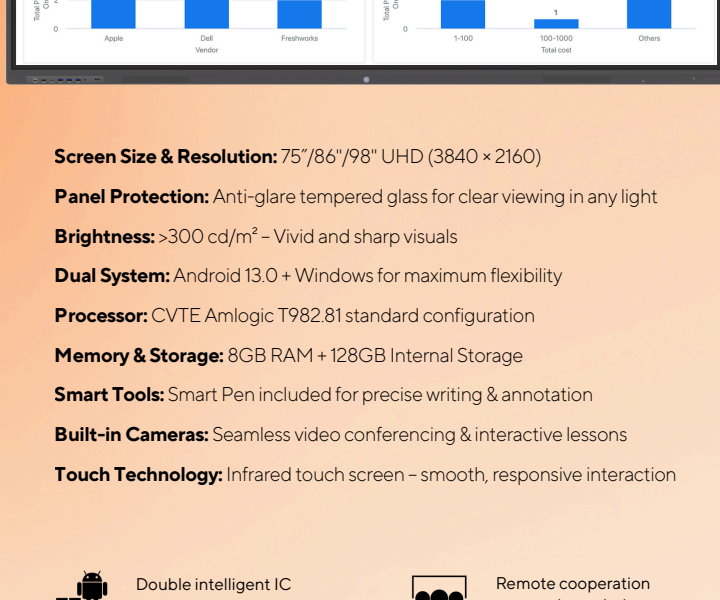 Total P
On
2
0
Apple
Dell
Freshworks
Vendor
Total P
On
0
1
1-100
100-1000
Others
Total cost
Screen Size & Resolution: 75″/86"/98" UHD (3840 × 2160)
Panel Protection: Anti-glare tempered glass for clear viewing in any light
Brightness: >300 cd/m² – Vivid and sharp visuals
Dual System: Android 13.0 + Windows for maximum flexibility
Processor: CVTE Amlogic T982.81 standard configuration
Memory & Storage: 8GB RAM + 128GB Internal Storage
Smart Tools: Smart Pen included for precise writing & annotation
Built-in Cameras: Seamless video conferencing & interactive lessons
Touch Technology: Infrared touch screen – smooth, responsive interaction
Double intelligent IC
Remote cooperation